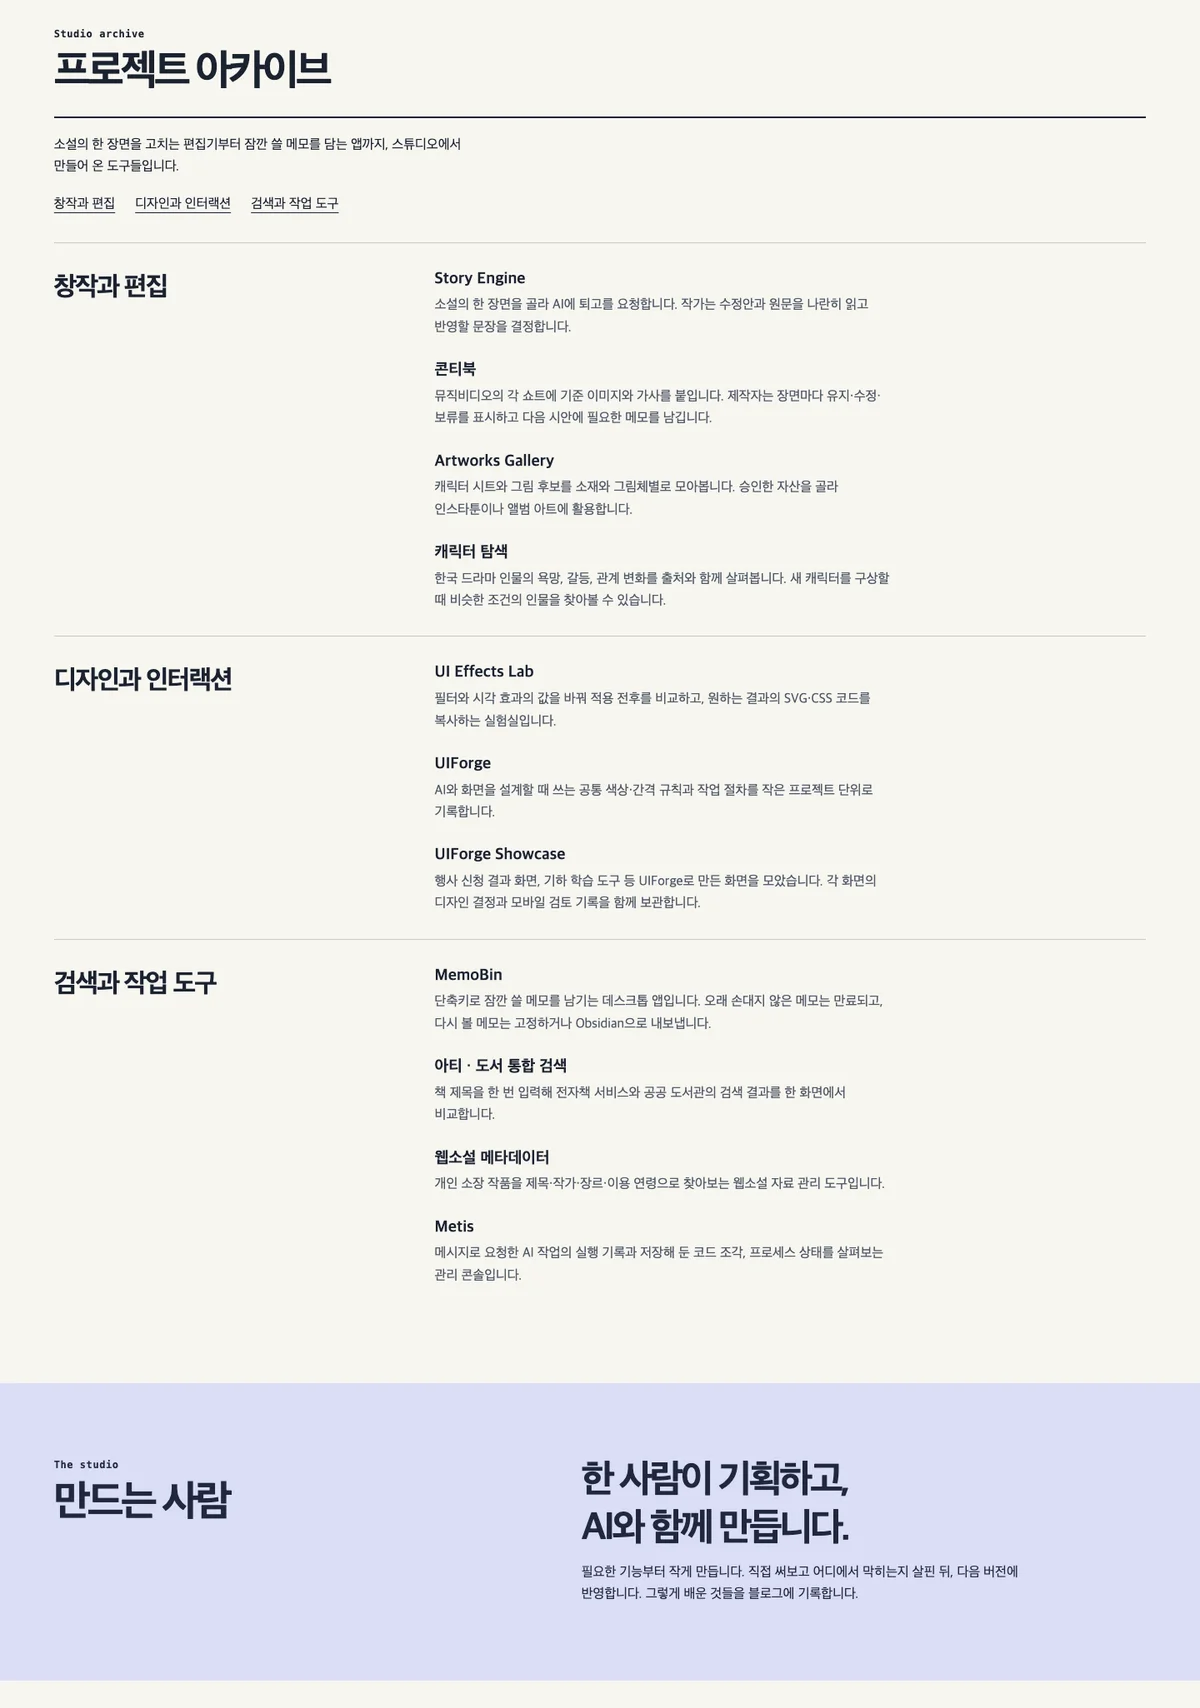 Studio archive
프로젝트 아카이브
소설의 한 장면을 고치는 편집기부터 잠깐 쓸 메모를 담는 앱까지, 스튜디오에서
만들어 온 도구들입니다.
창작과 편집 디자인과 인터랙션 검색과 작업 도구
창작과 편집
Story Engine
소설의 한 장면을 골라 AI에 퇴고를 요청합니다. 작가는 수정안과 원문을 나란히 읽고
반영할 문장을 결정합니다.
콘티북
뮤직비디오의 각 쇼트에 기준 이미지와 가사를 붙입니다. 제작자는 장면마다 유지·수정·
보류를 표시하고 다음 시안에 필요한 메모를 남깁니다.
Artworks Gallery
캐릭터 시트와 그림 후보를 소재와 그림체별로 모아봅니다. 승인한 자산을 골라
인스타툰이나 앨범 아트에 활용합니다.
캐릭터 탐색
한국 드라마 인물의 욕망, 갈등, 관계 변화를 출처와 함께 살펴봅니다. 새 캐릭터를 구상할
때 비슷한 조건의 인물을 찾아볼 수 있습니다.
디자인과 인터랙션
UI Effects Lab
필터와 시각 효과의 값을 바꿔 적용 전후를 비교하고, 원하는 결과의 SVG·CSS 코드를
복사하는 실험실입니다.
UIForge
AI와 화면을 설계할 때 쓰는 공통 색상·간격 규칙과 작업 절차를 작은 프로젝트 단위로
기록합니다.
UIForge Showcase
행사 신청 결과 화면, 기하 학습 도구 등 UIForge로 만든 화면을 모았습니다. 각 화면의
디자인 결정과 모바일 검토 기록을 함께 보관합니다.
검색과 작업 도구
MemoBin
단축키로 잠깐 쓸 메모를 남기는 데스크톱 앱입니다. 오래 손대지 않은 메모는 만료되고,
다시 볼 메모는 고정하거나 Obsidian으로 내보냅니다.
아티 · 도서 통합 검색
책 제목을 한 번 입력해 전자책 서비스와 공공 도서관의 검색 결과를 한 화면에서
비교합니다.
웹소설 메타데이터
개인 소장 작품을 제목·작가·장르·이용 연령으로 찾아보는 웹소설 자료 관리 도구입니다.
Metis
메시지로 요청한 AI 작업의 실행 기록과 저장해 둔 코드 조각, 프로세스 상태를 살펴보는
관리 콘솔입니다.
The studio
만드는 사람
한 사람이 기획하고,
AI와 함께 만듭니다.
필요한 기능부터 작게 만듭니다. 직접 써보고 어디에서 막히는지 살핀 뒤, 다음 버전에
반영합니다. 그렇게 배운 것들을 블로그에 기록합니다.